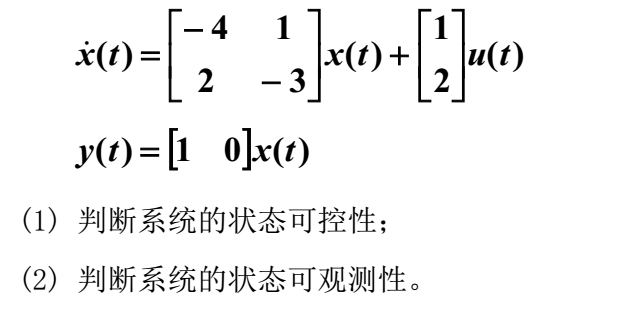 ẋ(t) = [-4 1; 2 -3] x(t) + [1; 2] u(t)
y(t) = [1 0]x(t)
(1) 判断系统的状态可控性；
(2) 判断系统的状态可观测性。